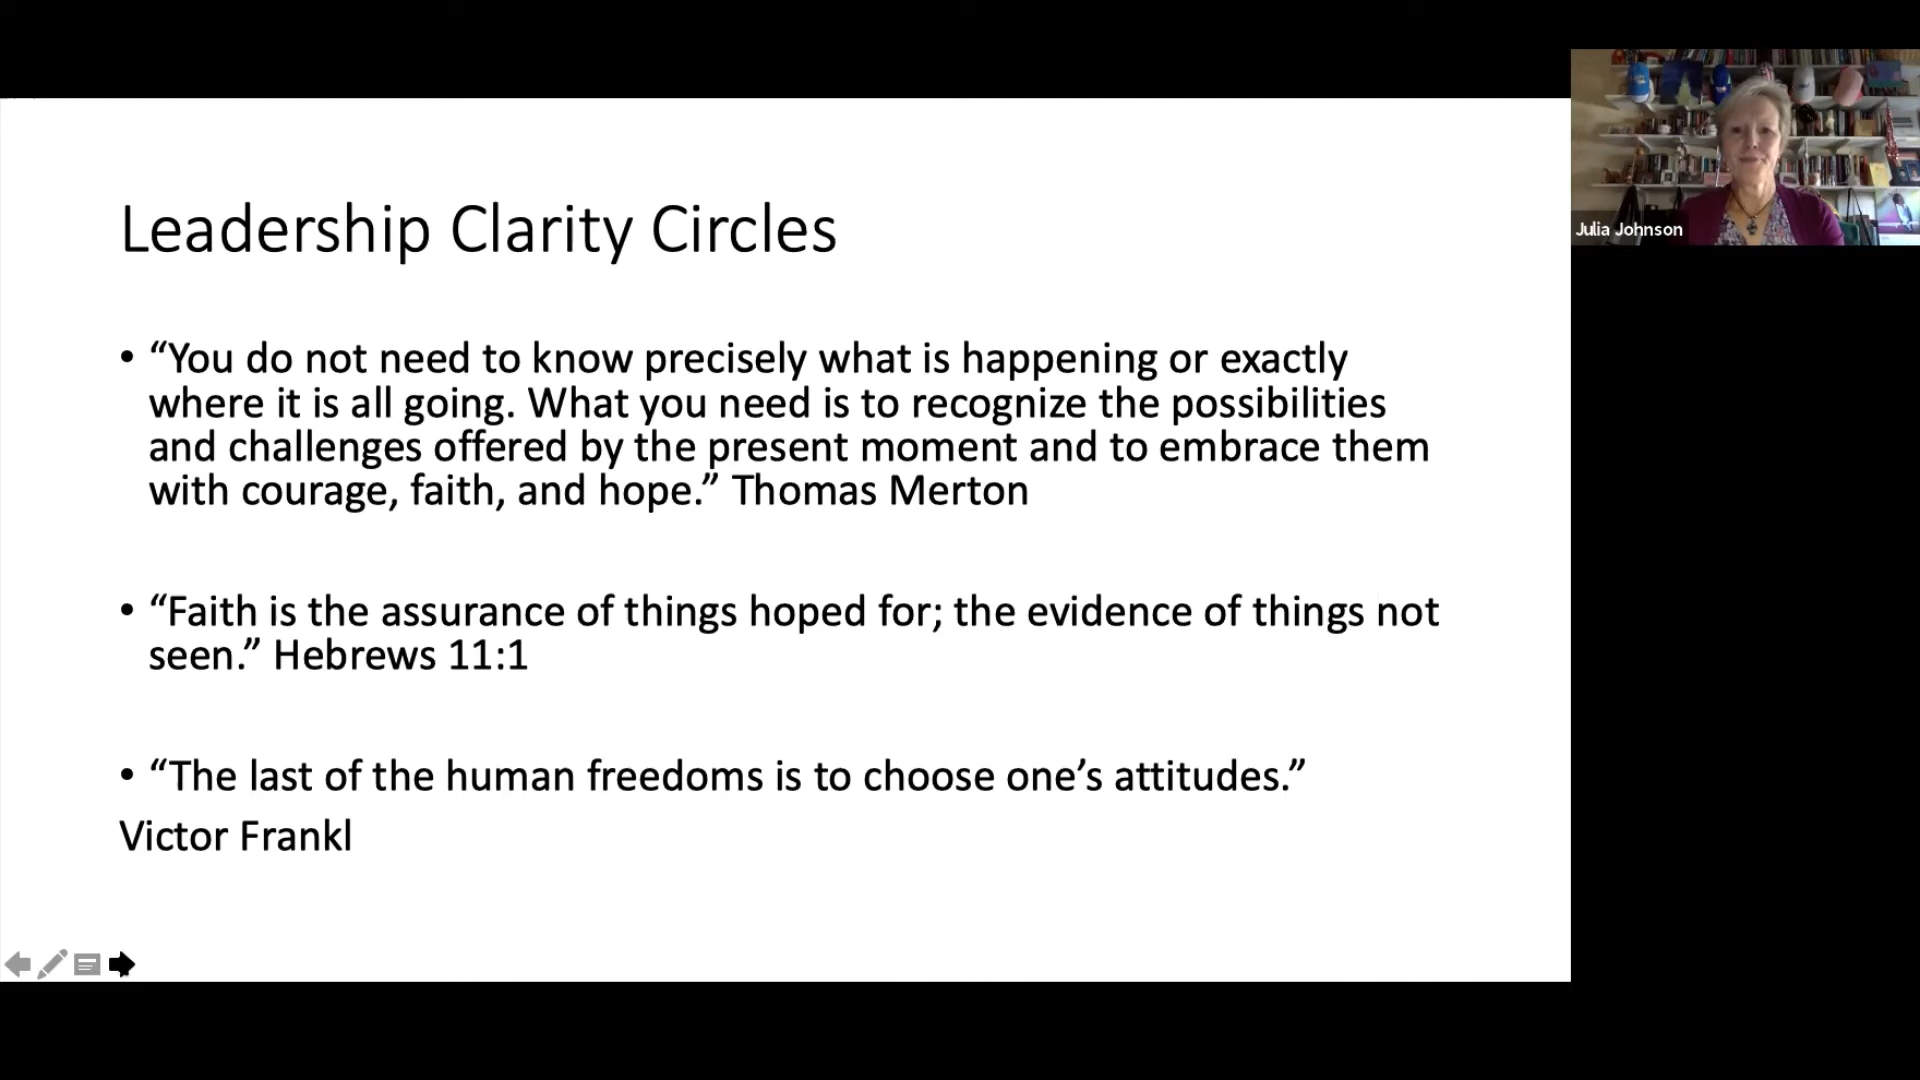 Leadership Clarity Circles
• “You do not need to know precisely what is happening or exactly
where it is all going. What you need is to recognize the possibilities
and challenges offered by the present moment and to embrace them
with courage, faith, and hope.” Thomas Merton
• “Faith is the assurance of things hoped for; the evidence of things not
seen.” Hebrews 11:1
• “The last of the human freedoms is to choose one’s attitudes.”
Victor Frankl
Julia Johnson